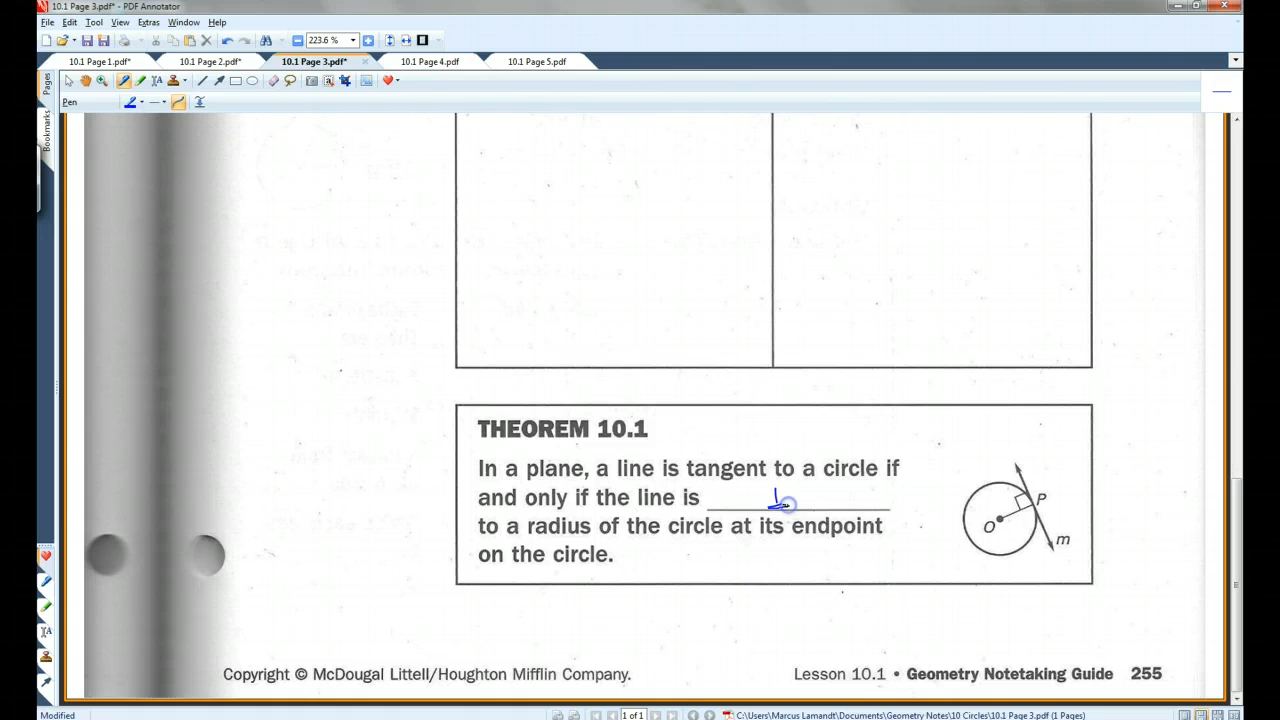 10.1 Page 3.pdf* - PDF Annotator
File Edit Tool View Extras Window Help
223.6 %
10.1 Page 1.pdf* 10.1 Page 2.pdf* 10.1 Page 3.pdf* 10.1 Page 4.pdf 10.1 Page 5.pdf
Pen
Pages
Bookmarks
THEOREM 10.1
In a plane, a line is tangent to a circle if
and only if the line is ⊥
to a radius of the circle at its endpoint
on the circle.
P
O
m
Copyright © McDougal Littell/Houghton Mifflin Company.
Lesson 10.1 • Geometry Notetaking Guide 255
Modified
1 of 1
C:\Users\Marcus Lamandt\Documents\Geometry Notes\10 Circles\10.1 Page 3.pdf (1 Pages)